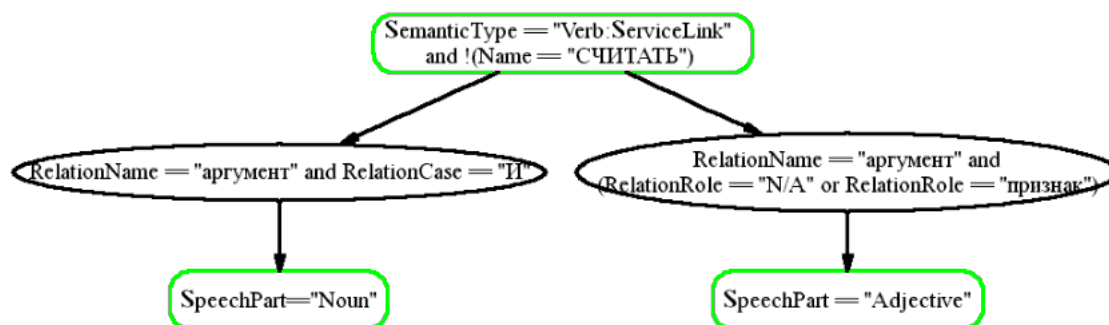 SemanticType == "Verb:ServiceLink"
and !(Name == "СЧИТАТЬ")
RelationName == "аргумент" and RelationCase == "И"
RelationName == "аргумент" and
(RelationRole == "N/A" or RelationRole == "признак")
SpeechPart=="Noun"
SpeechPart == "Adjective"